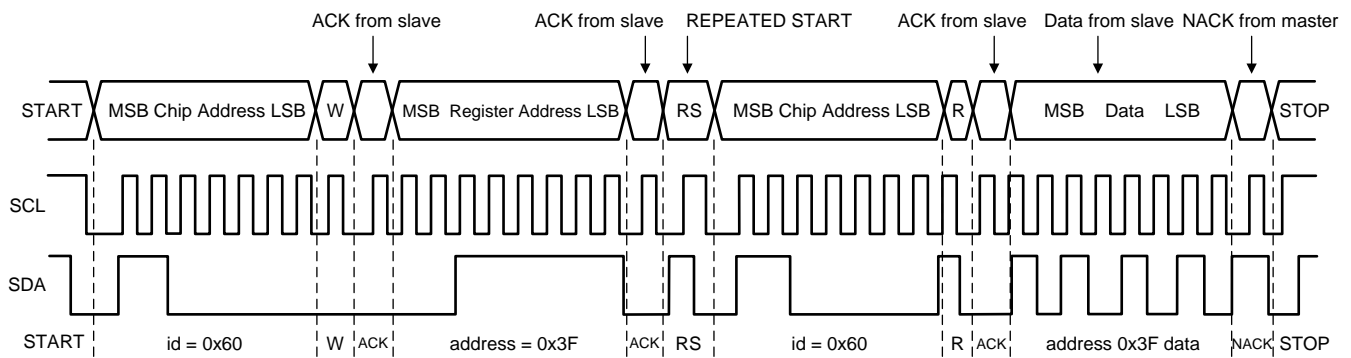 ACK from slave ACK from slave REPEATED START ACK from slave Data from slave NACK from master
START MSB Chip Address LSB W MSB Register Address LSB RS MSB Chip Address LSB R MSB Data LSB STOP
SCL
SDA
START id = 0x60 W ACK address = 0x3F ACK RS id = 0x60 R ACK address 0x3F data NACK STOP